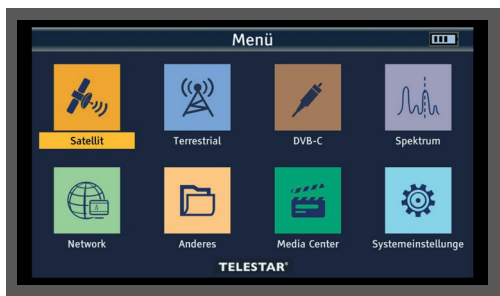 Menü
Satellit
Terrestrial
DVB-C
Spektrum
Network
Anderes
Media Center
Systemeinstellunge
TELESTAR®